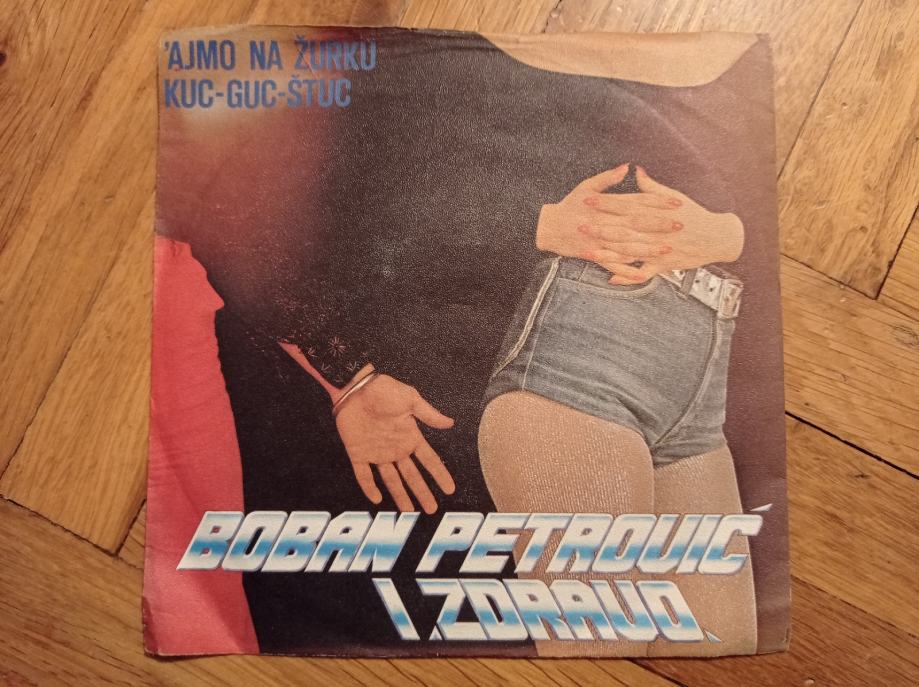 'AJMO NA ŽURKU
KUC-GUC-ŠTUC
BOBAN PETROVIĆ
I „ZDRAVO„